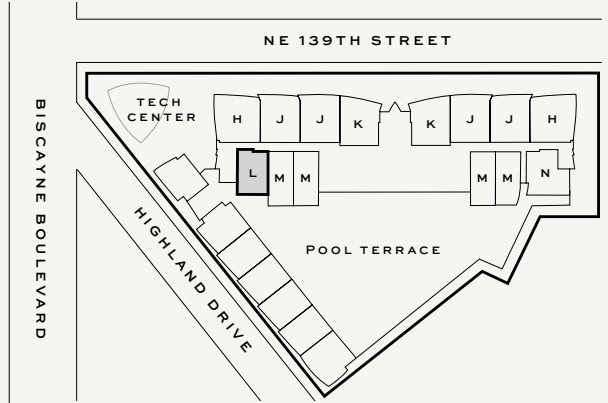 NE 139TH STREET
TECH
CENTER
H J J K K J J H
L M M M M N
BISCAYNE BOULEVARD
HIGHLAND DRIVE
POOL TERRACE